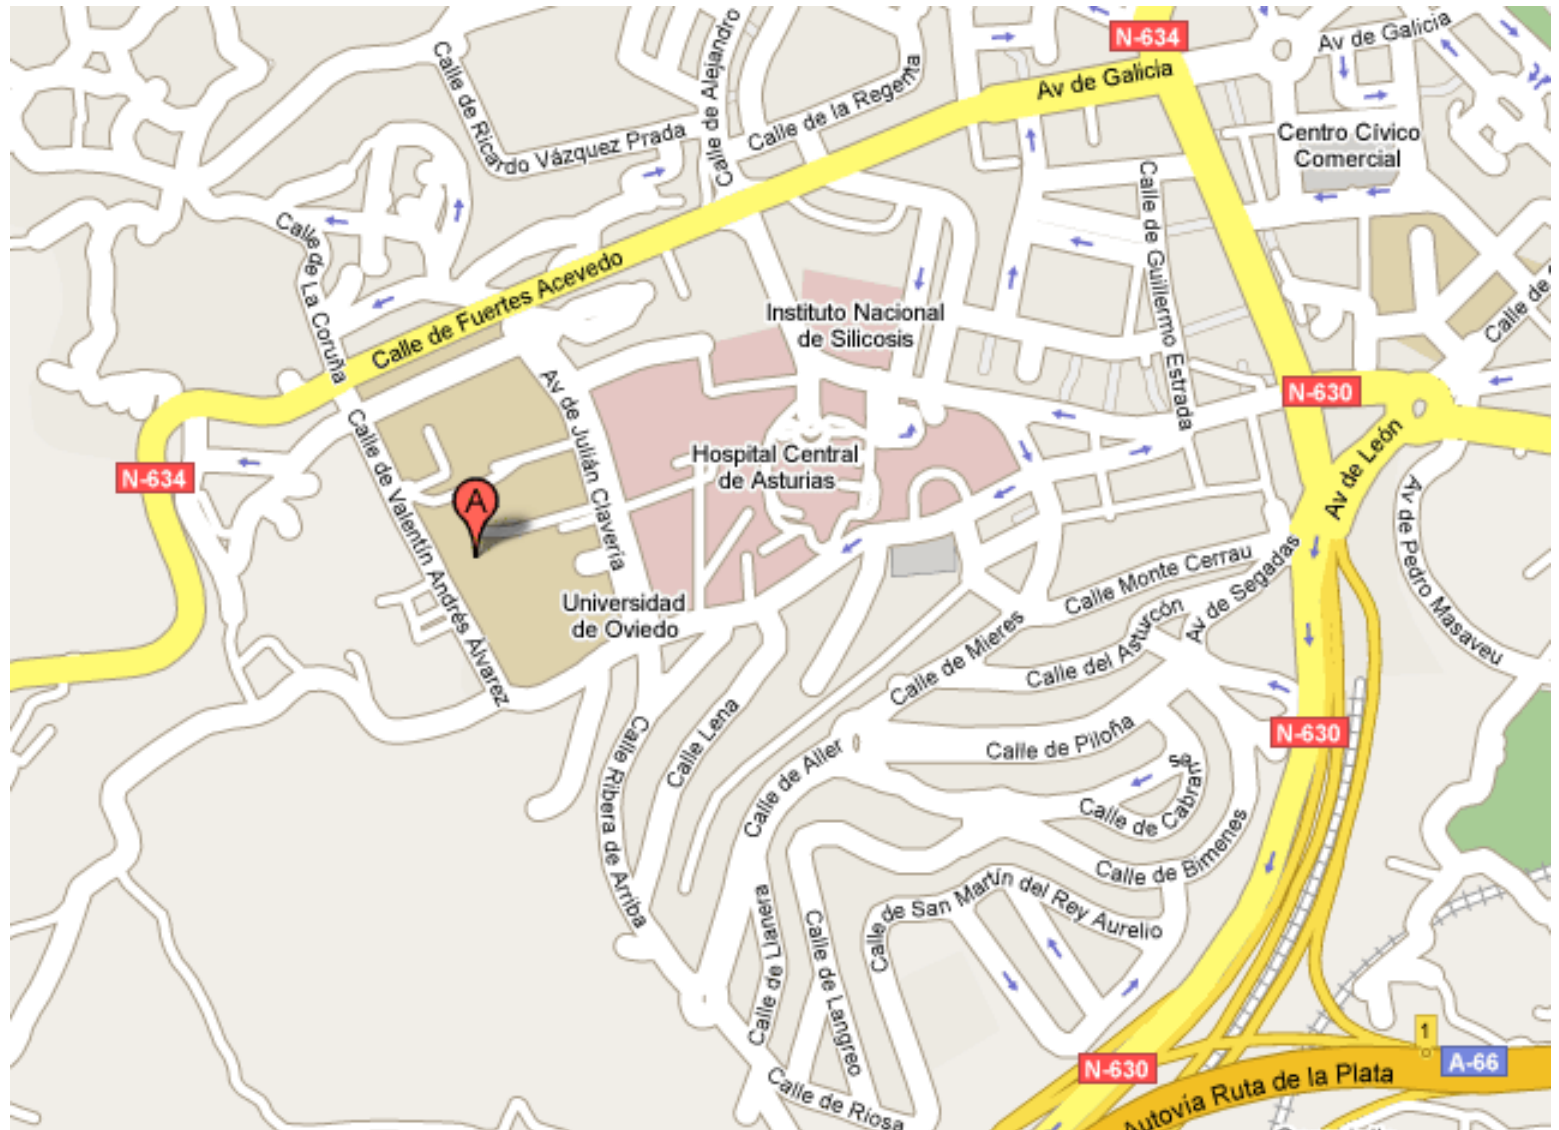 N-634
Av de Galicia
Av de Galicia
Calle de Ricardo Vázquez Prada
Calle de Alejandro
Calle de la Regenta
Centro Cívico
Comercial
Calle de La Coruña
Calle de Fuertes Acevedo
Calle de Guillermo Estrada
Instituto Nacional
de Silicosis
Calle de
N-630
Av de Julián Clavería
Calle de Valentín Andrés Álvarez
Hospital Central
de Asturias
Av de León
N-634
A
Av de Pedro Masaveu
Calle Monte Cerrau
Av de Segadas
Universidad
de Oviedo
Calle de Mieres
Calle del Asturcón
Calle Ribera de Arriba
Calle Lena
Calle de Aller
Calle de Piloña
N-630
Calle de Cabranes
Calle de Bimenes
Calle de San Martín del Rey Aurelio
Calle de Llanera
Calle de Langreo
Calle de Riosa
1
A-66
N-630
Autovía Ruta de la Plata